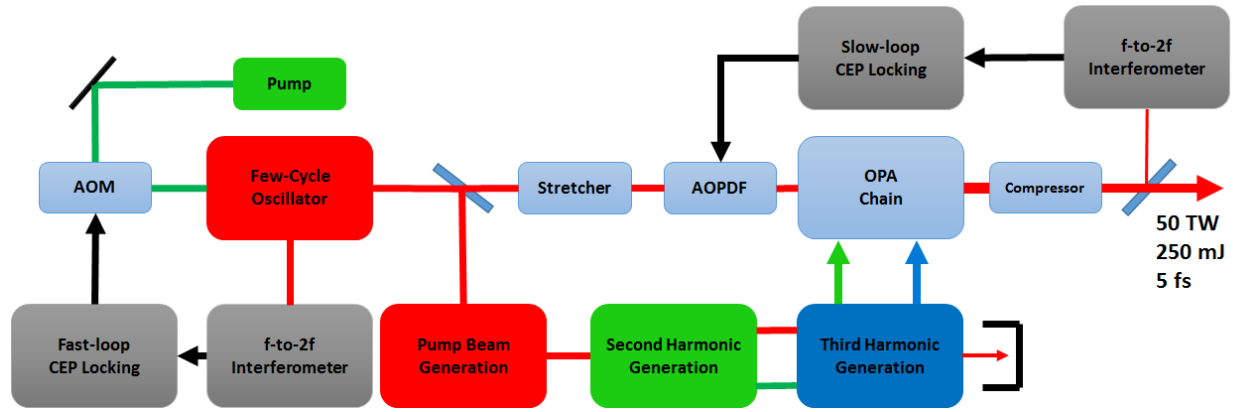 Pump
Slow-loop
CEP Locking
f-to-2f
Interferometer
AOM
Few-Cycle
Oscillator
Stretcher
AOPDF
OPA
Chain
Compressor
50 TW
250 mJ
5 fs
Fast-loop
CEP Locking
f-to-2f
Interferometer
Pump Beam
Generation
Second Harmonic
Generation
Third Harmonic
Generation